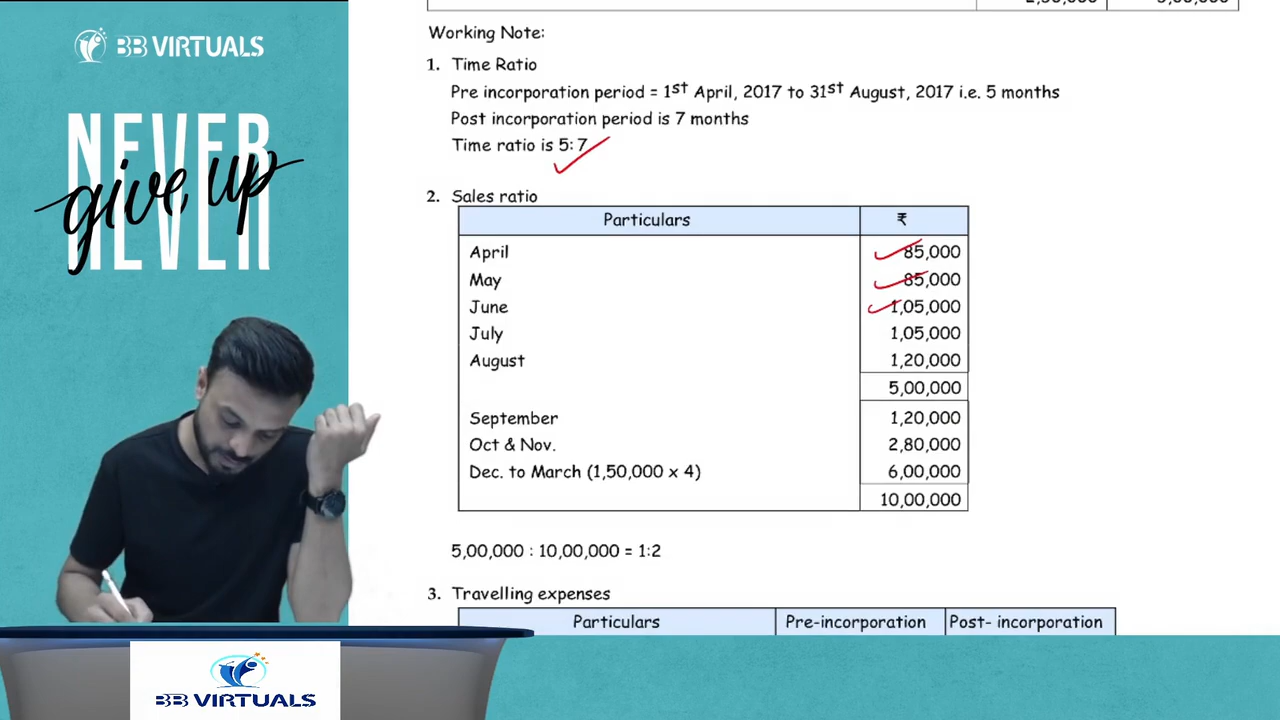 BB VIRTUALS
NEVER
give up
NEVER
Working Note:
1. Time Ratio
Pre incorporation period = 1st April, 2017 to 31st August, 2017 i.e. 5 months
Post incorporation period is 7 months
Time ratio is 5:7
2. Sales ratio
Particulars ₹
April 85,000
May 85,000
June 1,05,000
July 1,05,000
August 1,20,000
5,00,000
September 1,20,000
Oct & Nov. 2,80,000
Dec. to March (1,50,000 x 4) 6,00,000
10,00,000
5,00,000 : 10,00,000 = 1:2
3. Travelling expenses
Particulars Pre-incorporation Post- incorporation
BB VIRTUALS